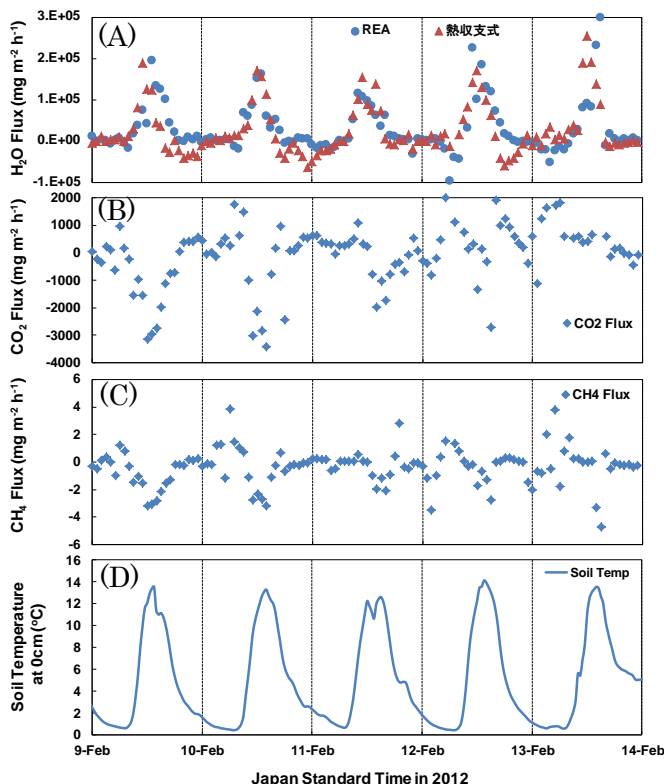 (A)
REA
熱収支式
3.E+05
2.E+05
1.E+05
0.E+00
-1.E+05
H2O Flux (mg m-2 h-1)
(B)
2000
1000
0
-1000
-2000
-3000
-4000
CO2 Flux (mg m-2 h-1)
CO2 Flux
(C)
6
4
2
0
-2
-4
-6
CH4 Flux (mg m-2 h-1)
CH4 Flux
(D)
16
14
12
10
8
6
4
2
0
Soil Temperature
at 0cm (°C)
Soil Temp
9-Feb 10-Feb 11-Feb 12-Feb 13-Feb 14-Feb
Japan Standard Time in 2012